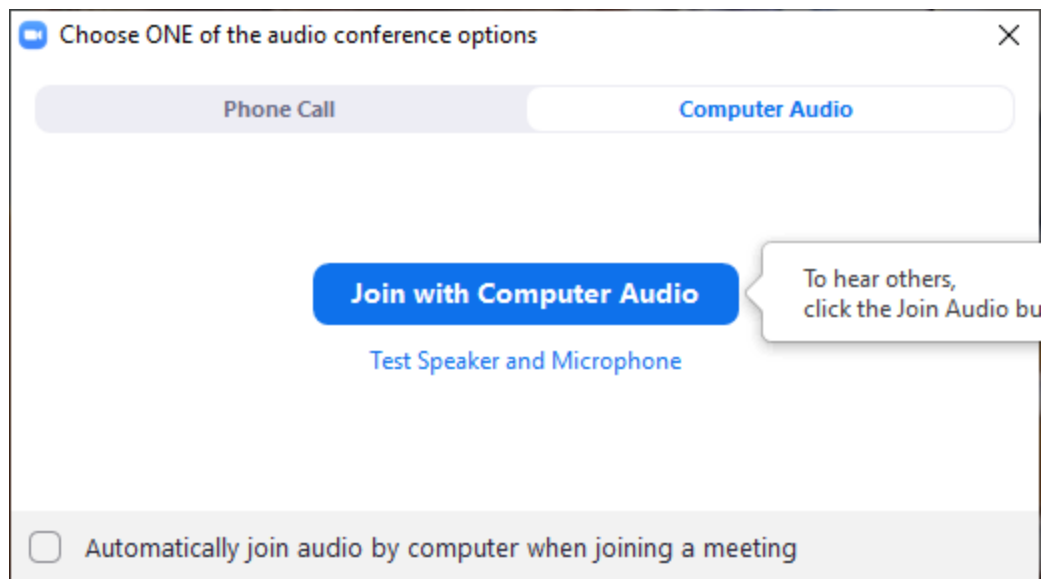 Choose ONE of the audio conference options
Phone Call
Computer Audio
Join with Computer Audio
To hear others,
click the Join Audio
Test Speaker and Microphone
Automatically join audio by computer when joining a meeting